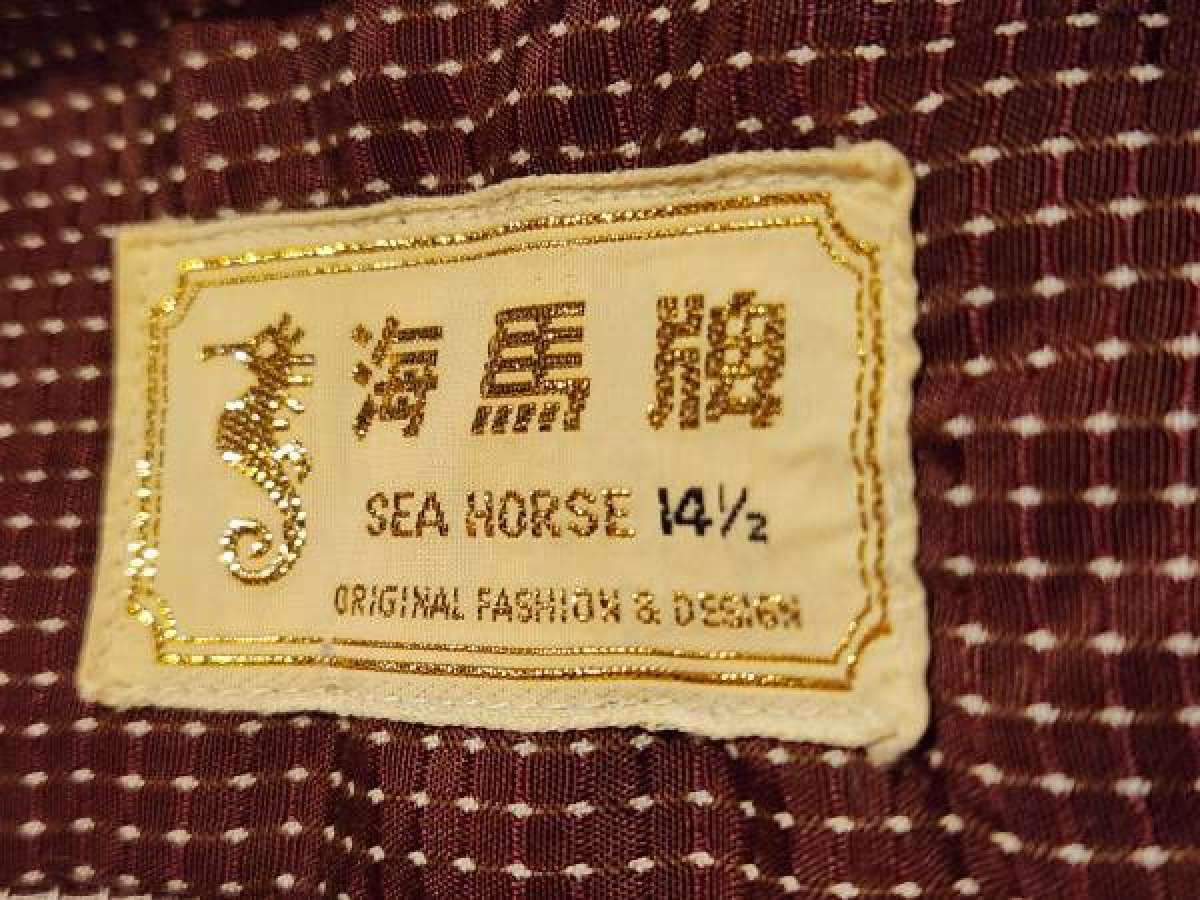 海馬牌
SEA HORSE 14½
ORIGINAL FASHION & DESIGN